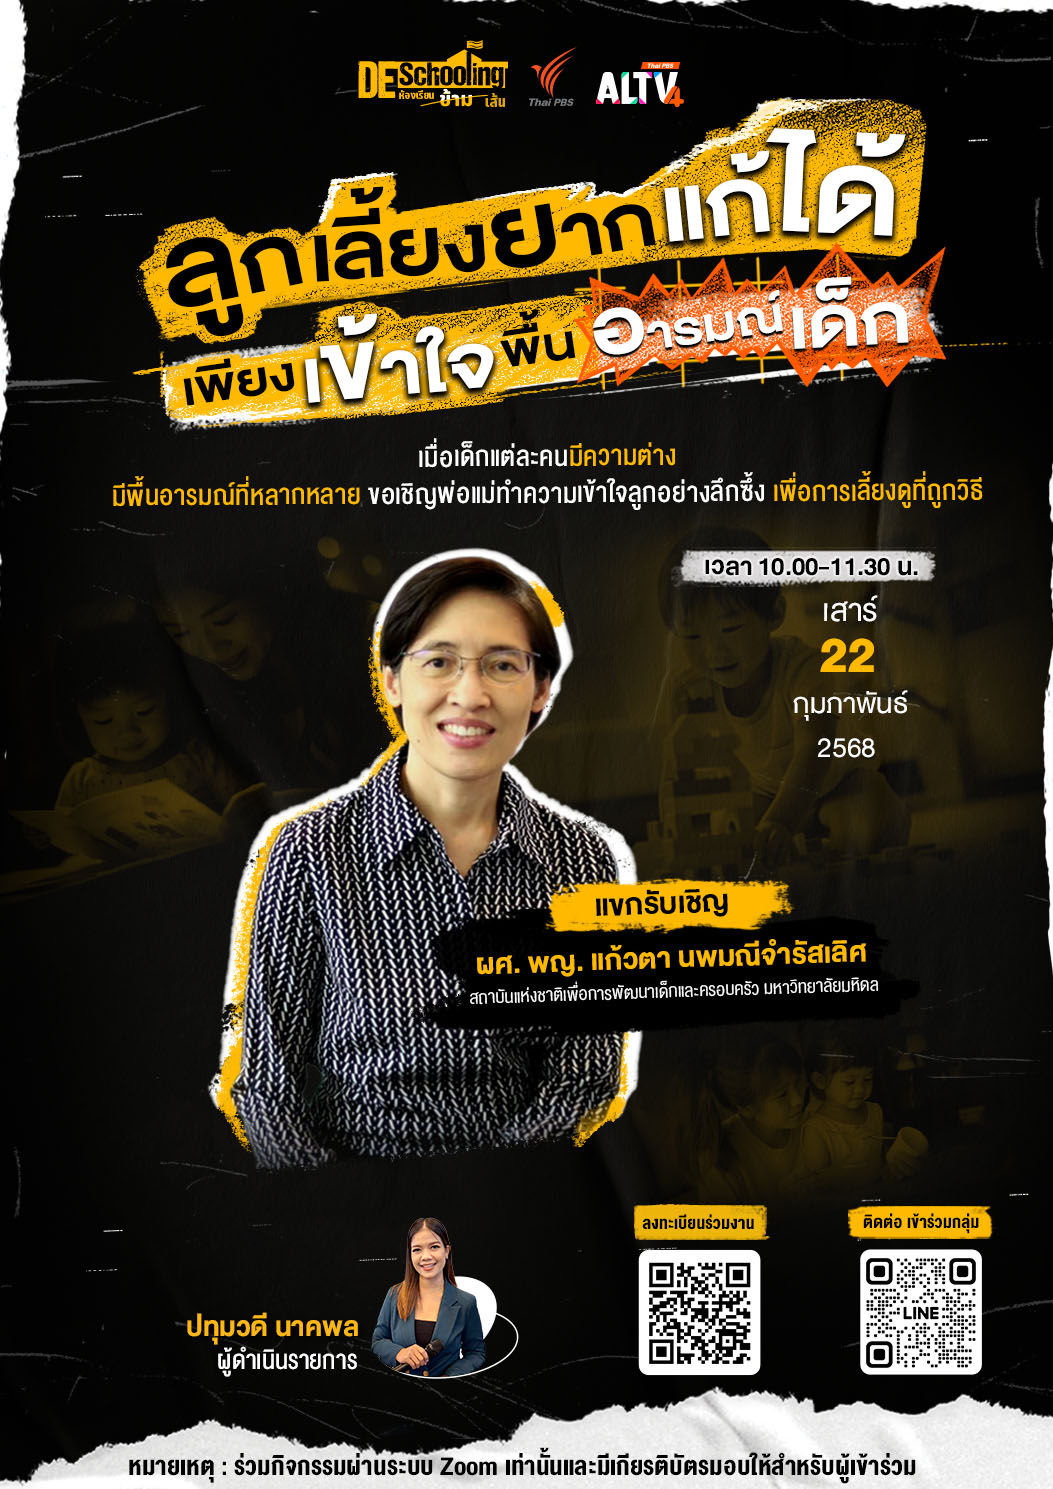 DESchooling
ห้องเรียน ข้าม เส้น
Thai PBS
Thai PBS
ALTV4
ลูกเลี้ยงยากแก้ได้
เพียงเข้าใจพื้นอารมณ์เด็ก
เมื่อเด็กแต่ละคนมีความต่าง
มีพื้นอารมณ์ที่หลากหลาย ขอเชิญพ่อแม่ทำความเข้าใจลูกอย่างลึกซึ้ง เพื่อการเลี้ยงดูที่ถูกวิธี
เวลา 10.00-11.30 น.
เสาร์
22
กุมภาพันธ์
2568
แขกรับเชิญ
ผศ. พญ. แก้วตา นพมณีจำรัสเลิศ
สถาบันแห่งชาติเพื่อการพัฒนาเด็กและครอบครัว มหาวิทยาลัยมหิดล
ปทุมวดี นาคพล
ผู้ดำเนินรายการ
ลงทะเบียนร่วมงาน
ติดต่อ เข้าร่วมกลุ่ม
LINE
หมายเหตุ : ร่วมกิจกรรมผ่านระบบ Zoom เท่านั้นและมีเกียรติบัตรมอบให้สำหรับผู้เข้าร่วม